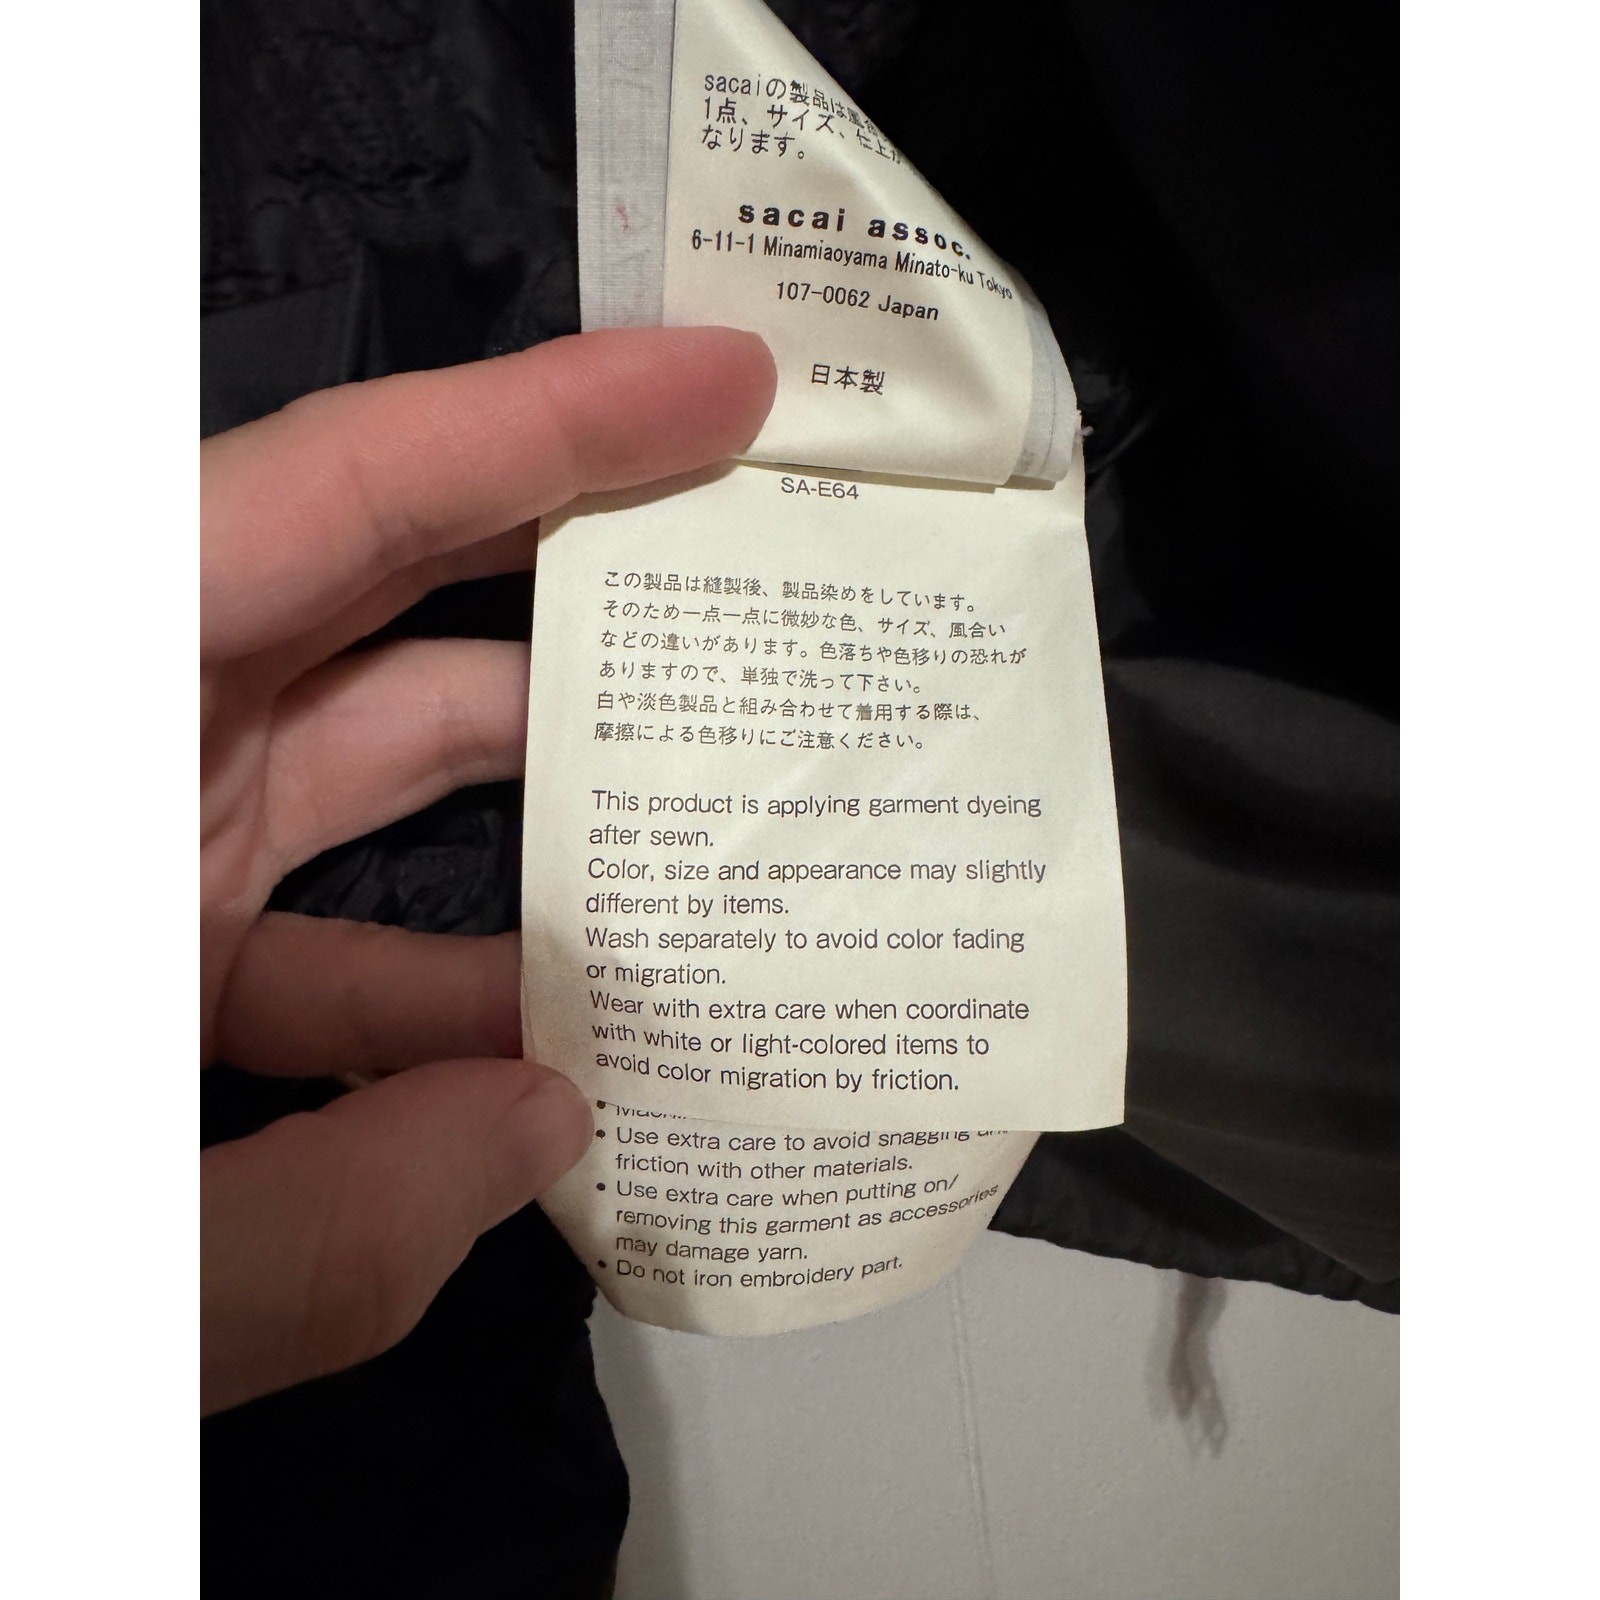 sacaiの製品は風合
1点、サイズ、仕上が
なります。
sacai assoc.
6-11-1 Minamiaoyama Minato-ku Tokyo
107-0062 Japan
日本製
SA-E64
この製品は縫製後、製品染めをしています。
そのため一点一点に微妙な色、サイズ、風合い
などの違いがあります。色落ちや色移りの恐れが
ありますので、単独で洗って下さい。
白や淡色製品と組み合わせて着用する際は、
摩擦による色移りにご注意ください。
This product is applying garment dyeing
after sewn.
Color, size and appearance may slightly
different by items.
Wash separately to avoid color fading
or migration.
Wear with extra care when coordinate
with white or light-colored items to
avoid color migration by friction.
• Use extra care to avoid snagging and
friction with other materials.
• Use extra care when putting on/
removing this garment as accessories
may damage yarn.
• Do not iron embroidery part.